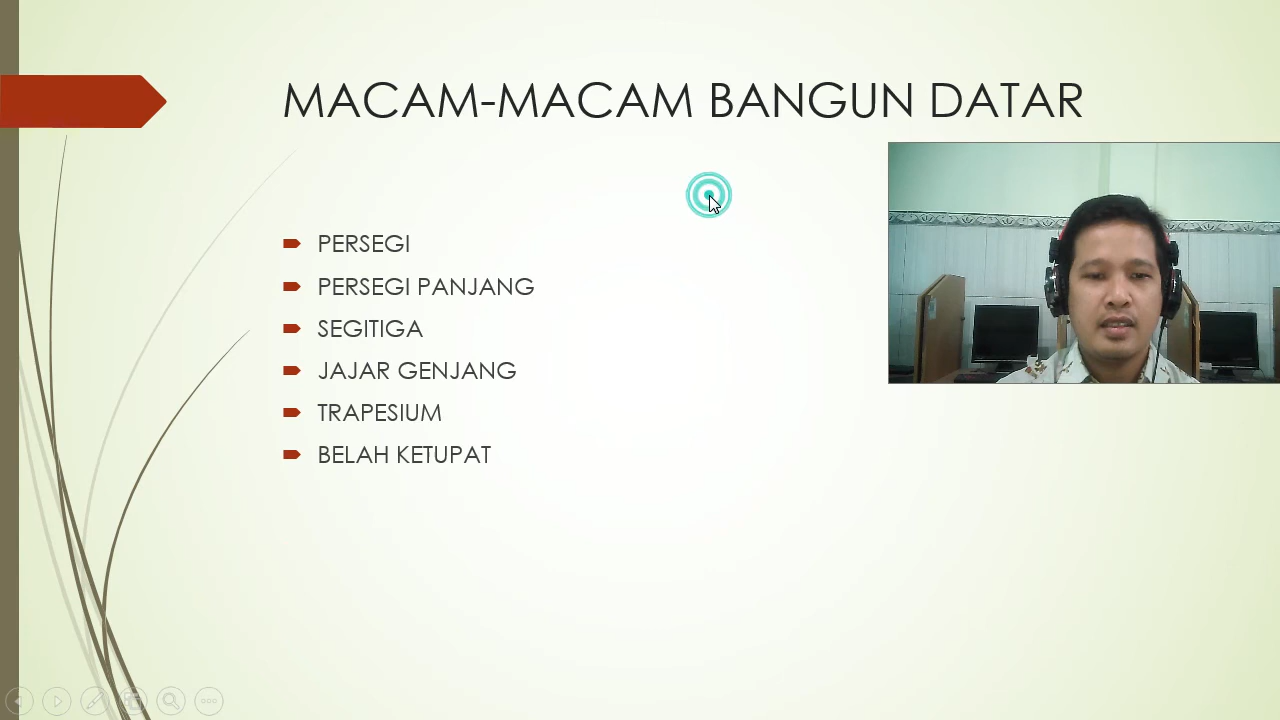 MACAM-MACAM BANGUN DATAR
PERSEGI
PERSEGI PANJANG
SEGITIGA
JAJAR GENJANG
TRAPESIUM
BELAH KETUPAT